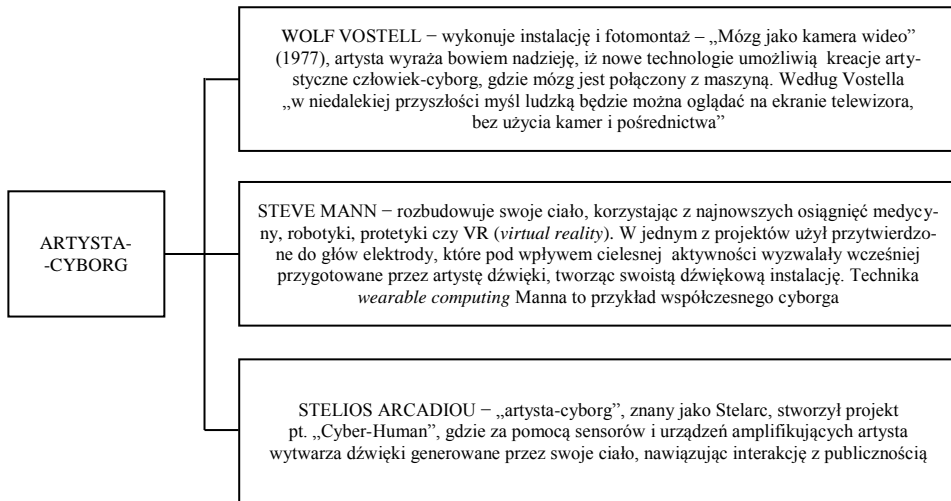 WOLF VOSTELL − wykonuje instalację i fotomontaż – „Mózg jako kamera wideo”
(1977), artysta wyraża bowiem nadzieję, iż nowe technologie umożliwią kreacje arty-
styczne człowiek-cyborg, gdzie mózg jest połączony z maszyną. Według Vostella
„w niedalekiej przyszłości myśl ludzką będzie można oglądać na ekranie telewizora,
bez użycia kamer i pośrednictwa”
ARTYSTA-
-CYBORG
STEVE MANN − rozbudowuje swoje ciało, korzystając z najnowszych osiągnięć medycy-
ny, robotyki, protetyki czy VR (virtual reality). W jednym z projektów użył przytwierdzo-
ne do głów elektrody, które pod wpływem cielesnej aktywności wyzwalały wcześniej
przygotowane przez artystę dźwięki, tworząc swoistą dźwiękową instalację. Technika
wearable computing Manna to przykład współczesnego cyborga
STELIOS ARCADIOU − „artysta-cyborg”, znany jako Stelarc, stworzył projekt
pt. „Cyber-Human”, gdzie za pomocą sensorów i urządzeń amplifikujących artysta
wytwarza dźwięki generowane przez swoje ciało, nawiązując interakcję z publicznością